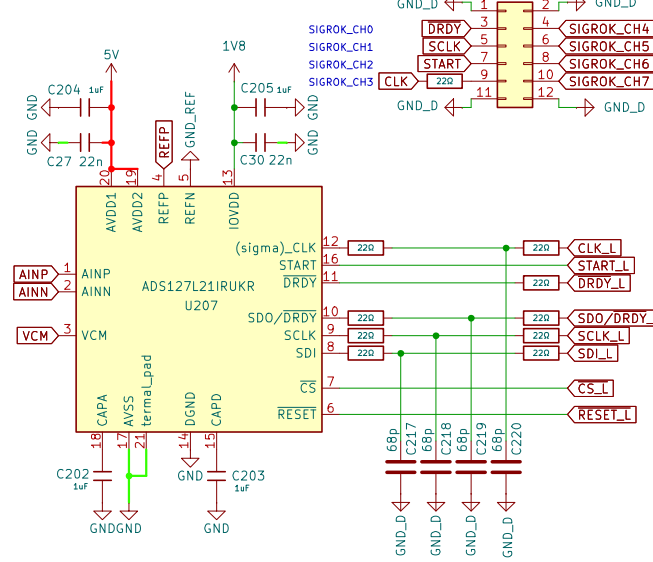 GND_D 1 2 GND_D
SIGROK_CH0 DRDY 3 4 SIGROK_CH4
SIGROK_CH1 SCLK 5 6 SIGROK_CH5
SIGROK_CH2 START 7 8 SIGROK_CH6
SIGROK_CH3 CLK 22Ω 9 10 SIGROK_CH7
GND_D 11 12 GND_D
5V 1V8
C204 1uF C205 1uF
GND GND_REF GND
GND REFP GND
C27 22n C30 22n
20 19 4 5 13
AVDD1 AVDD2 REFP REFN IOVDD
(sigma)_CLK 12 22Ω 22Ω CLK_L
START 16 START_L
AINP 1 AINP DRDY 11 22Ω DRDY_L
AINN 2 AINN
ADS127L21IRUKR
U207
SDO/DRDY 10 22Ω 22Ω SDO/DRDY_
VCM 3 VCM SCLK 9 22Ω 22Ω SCLK_L
SDI 8 22Ω 22Ω SDI_L
CS 7 CS_L
RESET 6 RESET_L
CAPA AVSS termal_pad DGND CAPD
18 17 21 14 15
68p C217 68p C218 68p C219 68p C220
C202 1uF GND C203 1uF
GND GND GND
GND_D GND_D GND_D GND_D